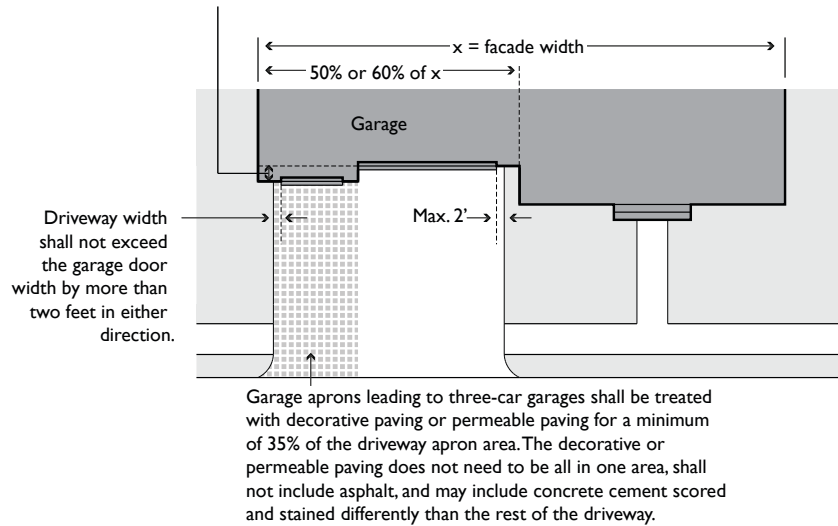 x = facade width
50% or 60% of x
Garage
Max. 2'
Driveway width
shall not exceed
the garage door
width by more than
two feet in either
direction.
Garage aprons leading to three-car garages shall be treated
with decorative paving or permeable paving for a minimum
of 35% of the driveway apron area. The decorative or
permeable paving does not need to be all in one area, shall
not include asphalt, and may include concrete cement scored
and stained differently than the rest of the driveway.